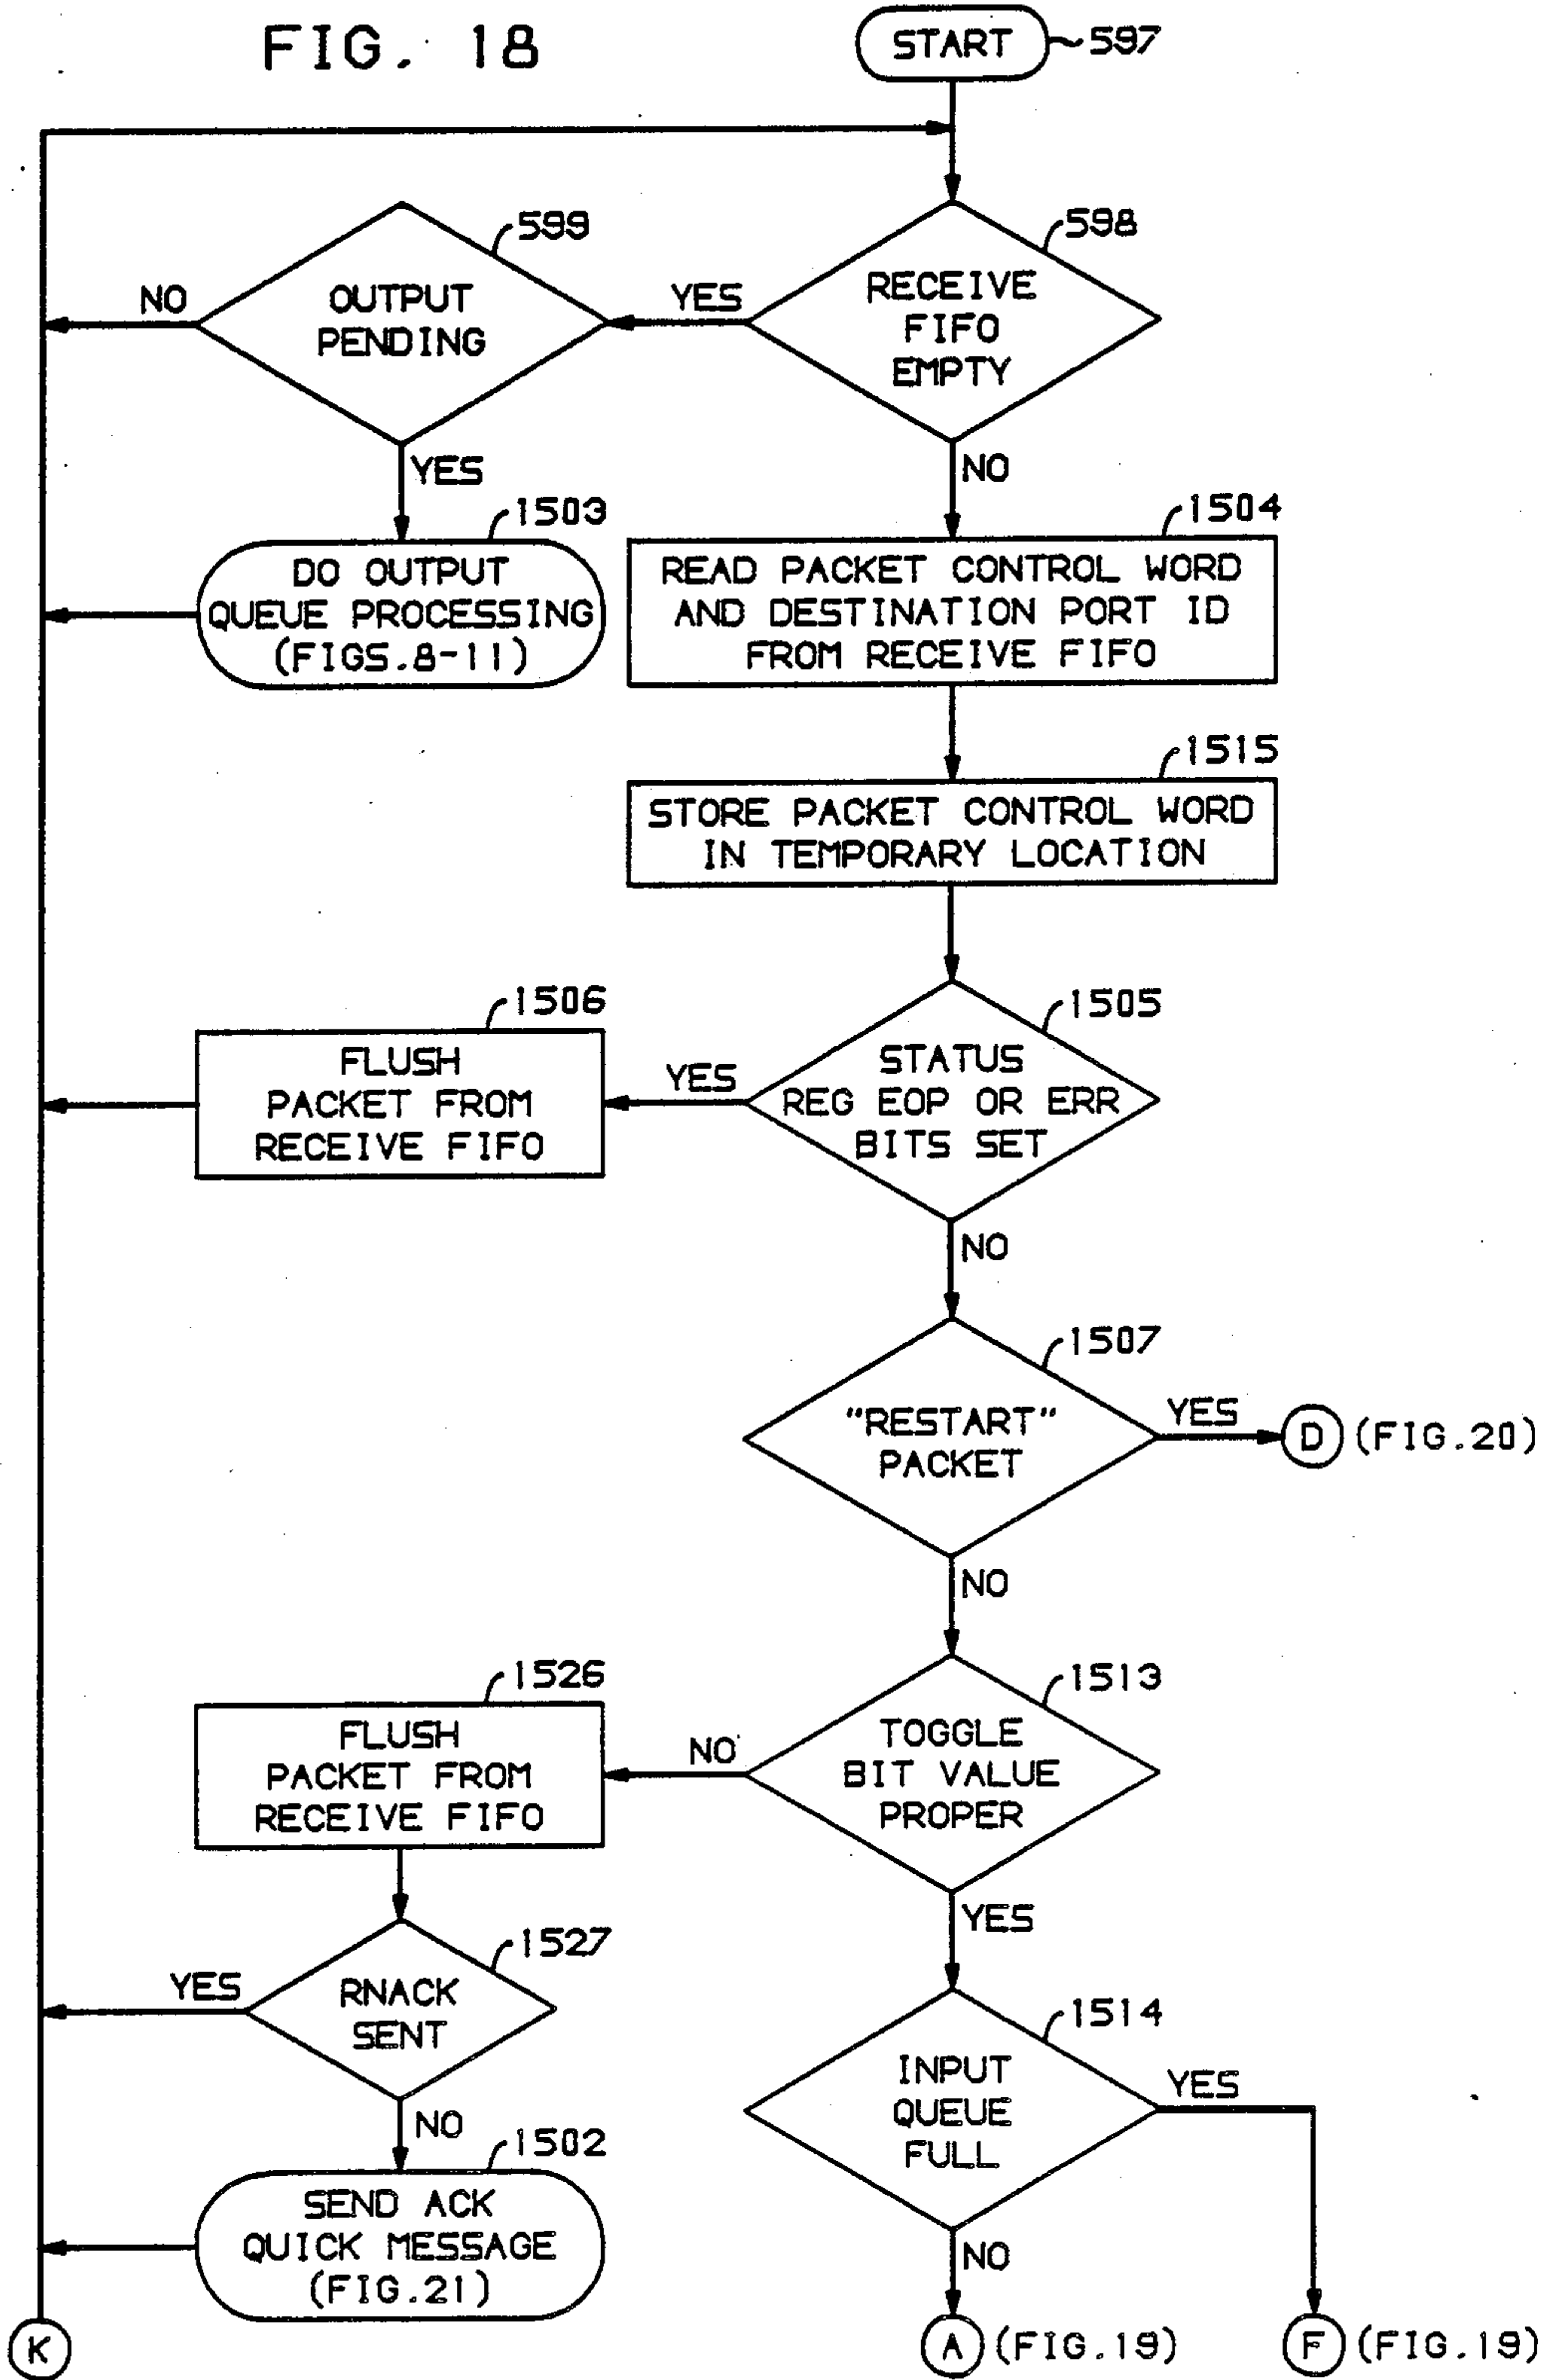 FIG. 18
START
597
599
598
OUTPUT
PENDING
NO
YES
RECEIVE
FIFO
EMPTY
YES
NO
1503
DO OUTPUT
QUEUE PROCESSING
(FIGS.8-11)
1504
READ PACKET CONTROL WORD
AND DESTINATION PORT ID
FROM RECEIVE FIFO
1515
STORE PACKET CONTROL WORD
IN TEMPORARY LOCATION
1506
FLUSH
PACKET FROM
RECEIVE FIFO
YES
1505
STATUS
REG EOP OR ERR
BITS SET
NO
1507
"RESTART"
PACKET
YES
D (FIG.20)
NO
1526
FLUSH
PACKET FROM
RECEIVE FIFO
NO
1513
TOGGLE
BIT VALUE
PROPER
YES
1527
RNACK
SENT
YES
NO
1514
INPUT
QUEUE
FULL
YES
NO
1502
SEND ACK
QUICK MESSAGE
(FIG.21)
K
A (FIG.19)
F (FIG.19)